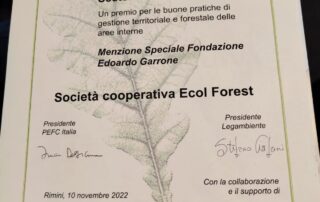 Un premio per le buone pratiche di
gestione territoriale e forestale delle
aree interne
Menzione Speciale Fondazione
Edoardo Garrone
Società cooperativa Ecol Forest
Presidente
PEFC Italia
Presidente
Legambiente
Rimini, 10 novembre 2022
Con la collaborazione
e il supporto di